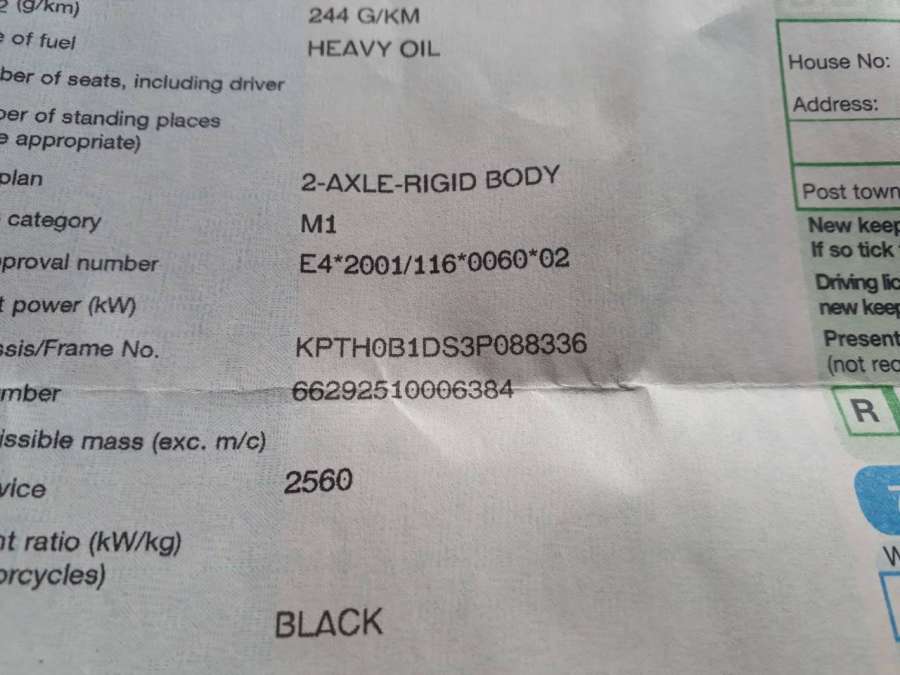 (g/km) 244 G/KM
of fuel HEAVY OIL
ber of seats, including driver
er of standing places
appropriate)
plan 2-AXLE-RIGID BODY
category M1
proval number E4*2001/116*0060*02
t power (kW)
ssis/Frame No. KPTH0B1DS3P088336
mber 66292510006384
issible mass (exc. m/c)
vice 2560
nt ratio (kW/kg)
orcycles)
BLACK
House No:
Address:
Post town
New keep
If so tick
Driving lic
new keep
Present
(not rec
R
7
W